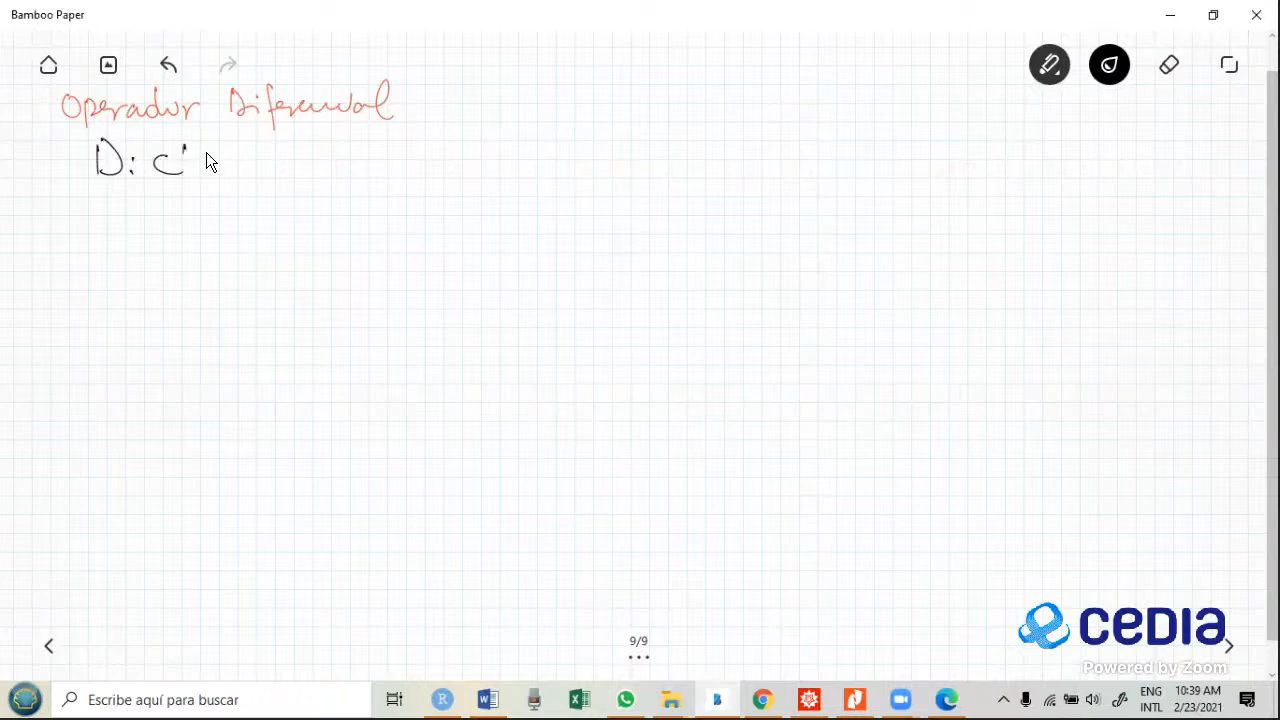 Bamboo Paper
Operador Diferencial
D: C'
9/9
CEDIA
Powered by Zoom
Escribe aquí para buscar
ENG
INTL
10:39 AM
2/23/2021